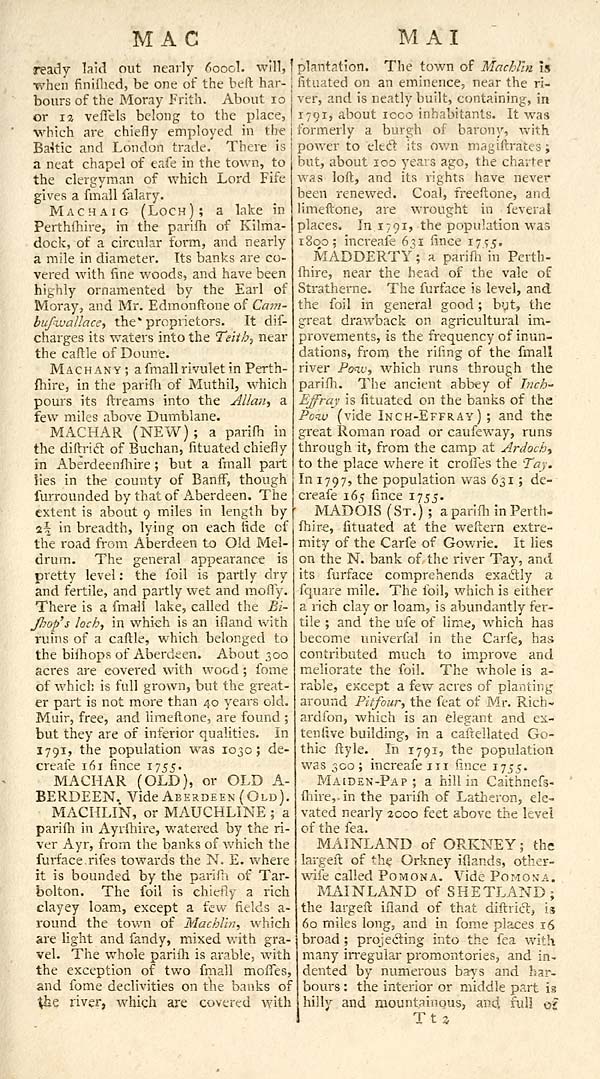 MAC
ready laid out nearly 6000l. will,
when finiſhed, be one of the beſt har-
bours of the Moray Frith. About 10
or 12 veſſels belong to the place,
which are chiefly employed in the
Baltic and London trade. There is
a neat chapel of eaſe in the town, to
the clergyman of which Lord Fife
gives a ſmall ſalary.
MACHAIG (LOCH); a lake in
Perthſhire, in the pariſh of Kilma-
dock, of a circular form, and nearly
a mile in diameter. Its banks are co-
vered with fine woods, and have been
highly ornamented by the Earl of
Moray, and Mr. Edmonſtone of Cam-
buſwallace, the proprietors. It diſ-
charges its waters into the Teith, near
the caſtle of Doune.
MACHANY; a ſmall rivulet in Perth-
ſhire, in the pariſh of Muthil, which
pours its ſtreams into the Allan, a
few miles above Dumblane.
MACHAR (NEW); a pariſh in
the diſtrict of Buchan, ſituated chiefly
in Aberdeenſhire; but a ſmall part
lies in the county of Banff, though
ſurrounded by that of Aberdeen. The
extent is about 9 miles in length by
2½ in breadth, lying on each ſide of
the road from Aberdeen to Old Mel-
drum. The general appearance is
pretty level: the ſoil is partly dry
and fertile, and partly wet and moſſy.
There is a ſmall lake, called the Bi-
ſhop's loch, in which is an iſland with
ruins of a caſtle, which belonged to
the biſhops of Aberdeen. About 300
acres are covered with wood; ſome
of which is full grown, but the great-
er part is not more than 40 years old.
Muir, free, and limeſtone, are found;
but they are of inferior qualities. In
1791, the population was 1030; de-
creaſe 161 ſince 1755.
MACHAR (OLD), or OLD A-
BERDEEN. Vide ABERDEEN (OLD).
MACHLIN, or MAUCHLINE; a
pariſh in Ayrſhire, watered by the ri-
ver Ayr, from the banks of which the
ſurface riſes towards the N. E. where
it is bounded by the pariſh of Tar-
bolton. The ſoil is chiefly a rich
clayey loam, except a few fields a-
round the town of Machlin, which
are light and ſandy, mixed with gra-
vel. The whole pariſh is arable, with
the exception of two ſmall moſſes,
and ſome declivities on the banks of
the river, which are covered with
MAI
plantation. The town of Machlin is
ſituated on an eminence, near the ri-
ver, and is neatly built, containing, in
1791, about 1000 inhabitants. It was
formerly a burgh of barony, with
power to elect its own magiſtrates;
but, about 100 years ago, the charter
was loſt, and its rights have never
been renewed. Coal, freeſtone, and
limeſtone, are wrought in ſeveral
places. In 1791, the population was
1800; increaſe 631 ſince 1755.
MADDERTY; a pariſh in Perth-
ſhire, near the head of the vale of
Stratherne. The ſurface is level, and
the ſoil in general good; but, the
great drawback on agricultural im-
provements, is the frequency of inun-
dations, from the riſing of the ſmall
river Pow, which runs through the
pariſh. The ancient abbey of Inch-
Effray is ſituated on the banks of the
Pow (vide INCH-EFFRAY); and the
great Roman road or cauſeway, runs
through it, from the camp at Ardoch,
to the place where it croſſes the Tay.
In 1797, the population was 631; de-
creaſe 165 ſince 1755.
MADOIS (ST.); a pariſh in Perth-
ſhire, ſituated at the weſtern extre-
mity of the Carſe of Gowrie. It lies
on the N. bank of the river Tay, and
its ſurface comprehends exactly a
ſquare mile. The ſoil, which is either
a rich clay or loam, is abundantly fer-
tile; and the uſe of lime, which has
become univerſal in the Carſe, has
contributed much to improve and
meliorate the ſoil. The whole is a-
rable, except a few acres of planting
around Pitfour, the ſeat of Mr. Rich-
ardſon, which is an elegant and ex-
tenſive building, in a caſtellated Go-
thic ſtyle. In 1791, the population
was 300; increaſe 111 ſince 1755.
MAIDEN-PAP; a hill in Caithneſs-
ſhire, in the pariſh of Latheron, ele-
vated nearly 2000 feet above the level
of the ſea.
MAINLAND of ORKNEY; the
largeſt of the Orkney iſlands, other-
wiſe called POMONA. Vide POMONA.
MAINLAND of SHETLAND;
the largeſt iſland of that diſtrict, is
60 miles long, and in ſome places 16
broad; projecting into the ſea with
many irregular promontories, and in-
dented by numerous bays and har-
bours: the interior or middle part is
hilly and mountainous, and full of
T t 2